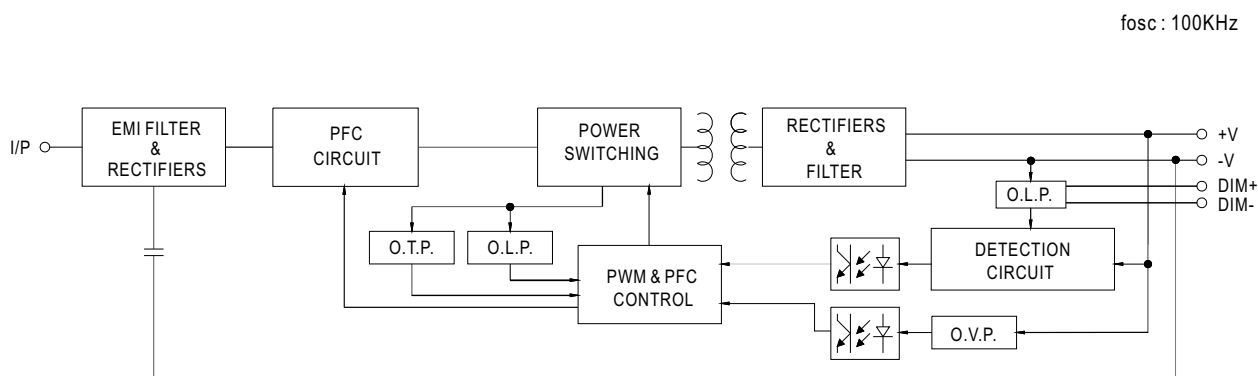 fosc : 100KHz
I/P
EMI FILTER
&
RECTIFIERS
PFC
CIRCUIT
POWER
SWITCHING
RECTIFIERS
&
FILTER
+V
-V
DIM+
DIM-
O.L.P.
O.T.P.
O.L.P.
PWM & PFC
CONTROL
DETECTION
CIRCUIT
O.V.P.